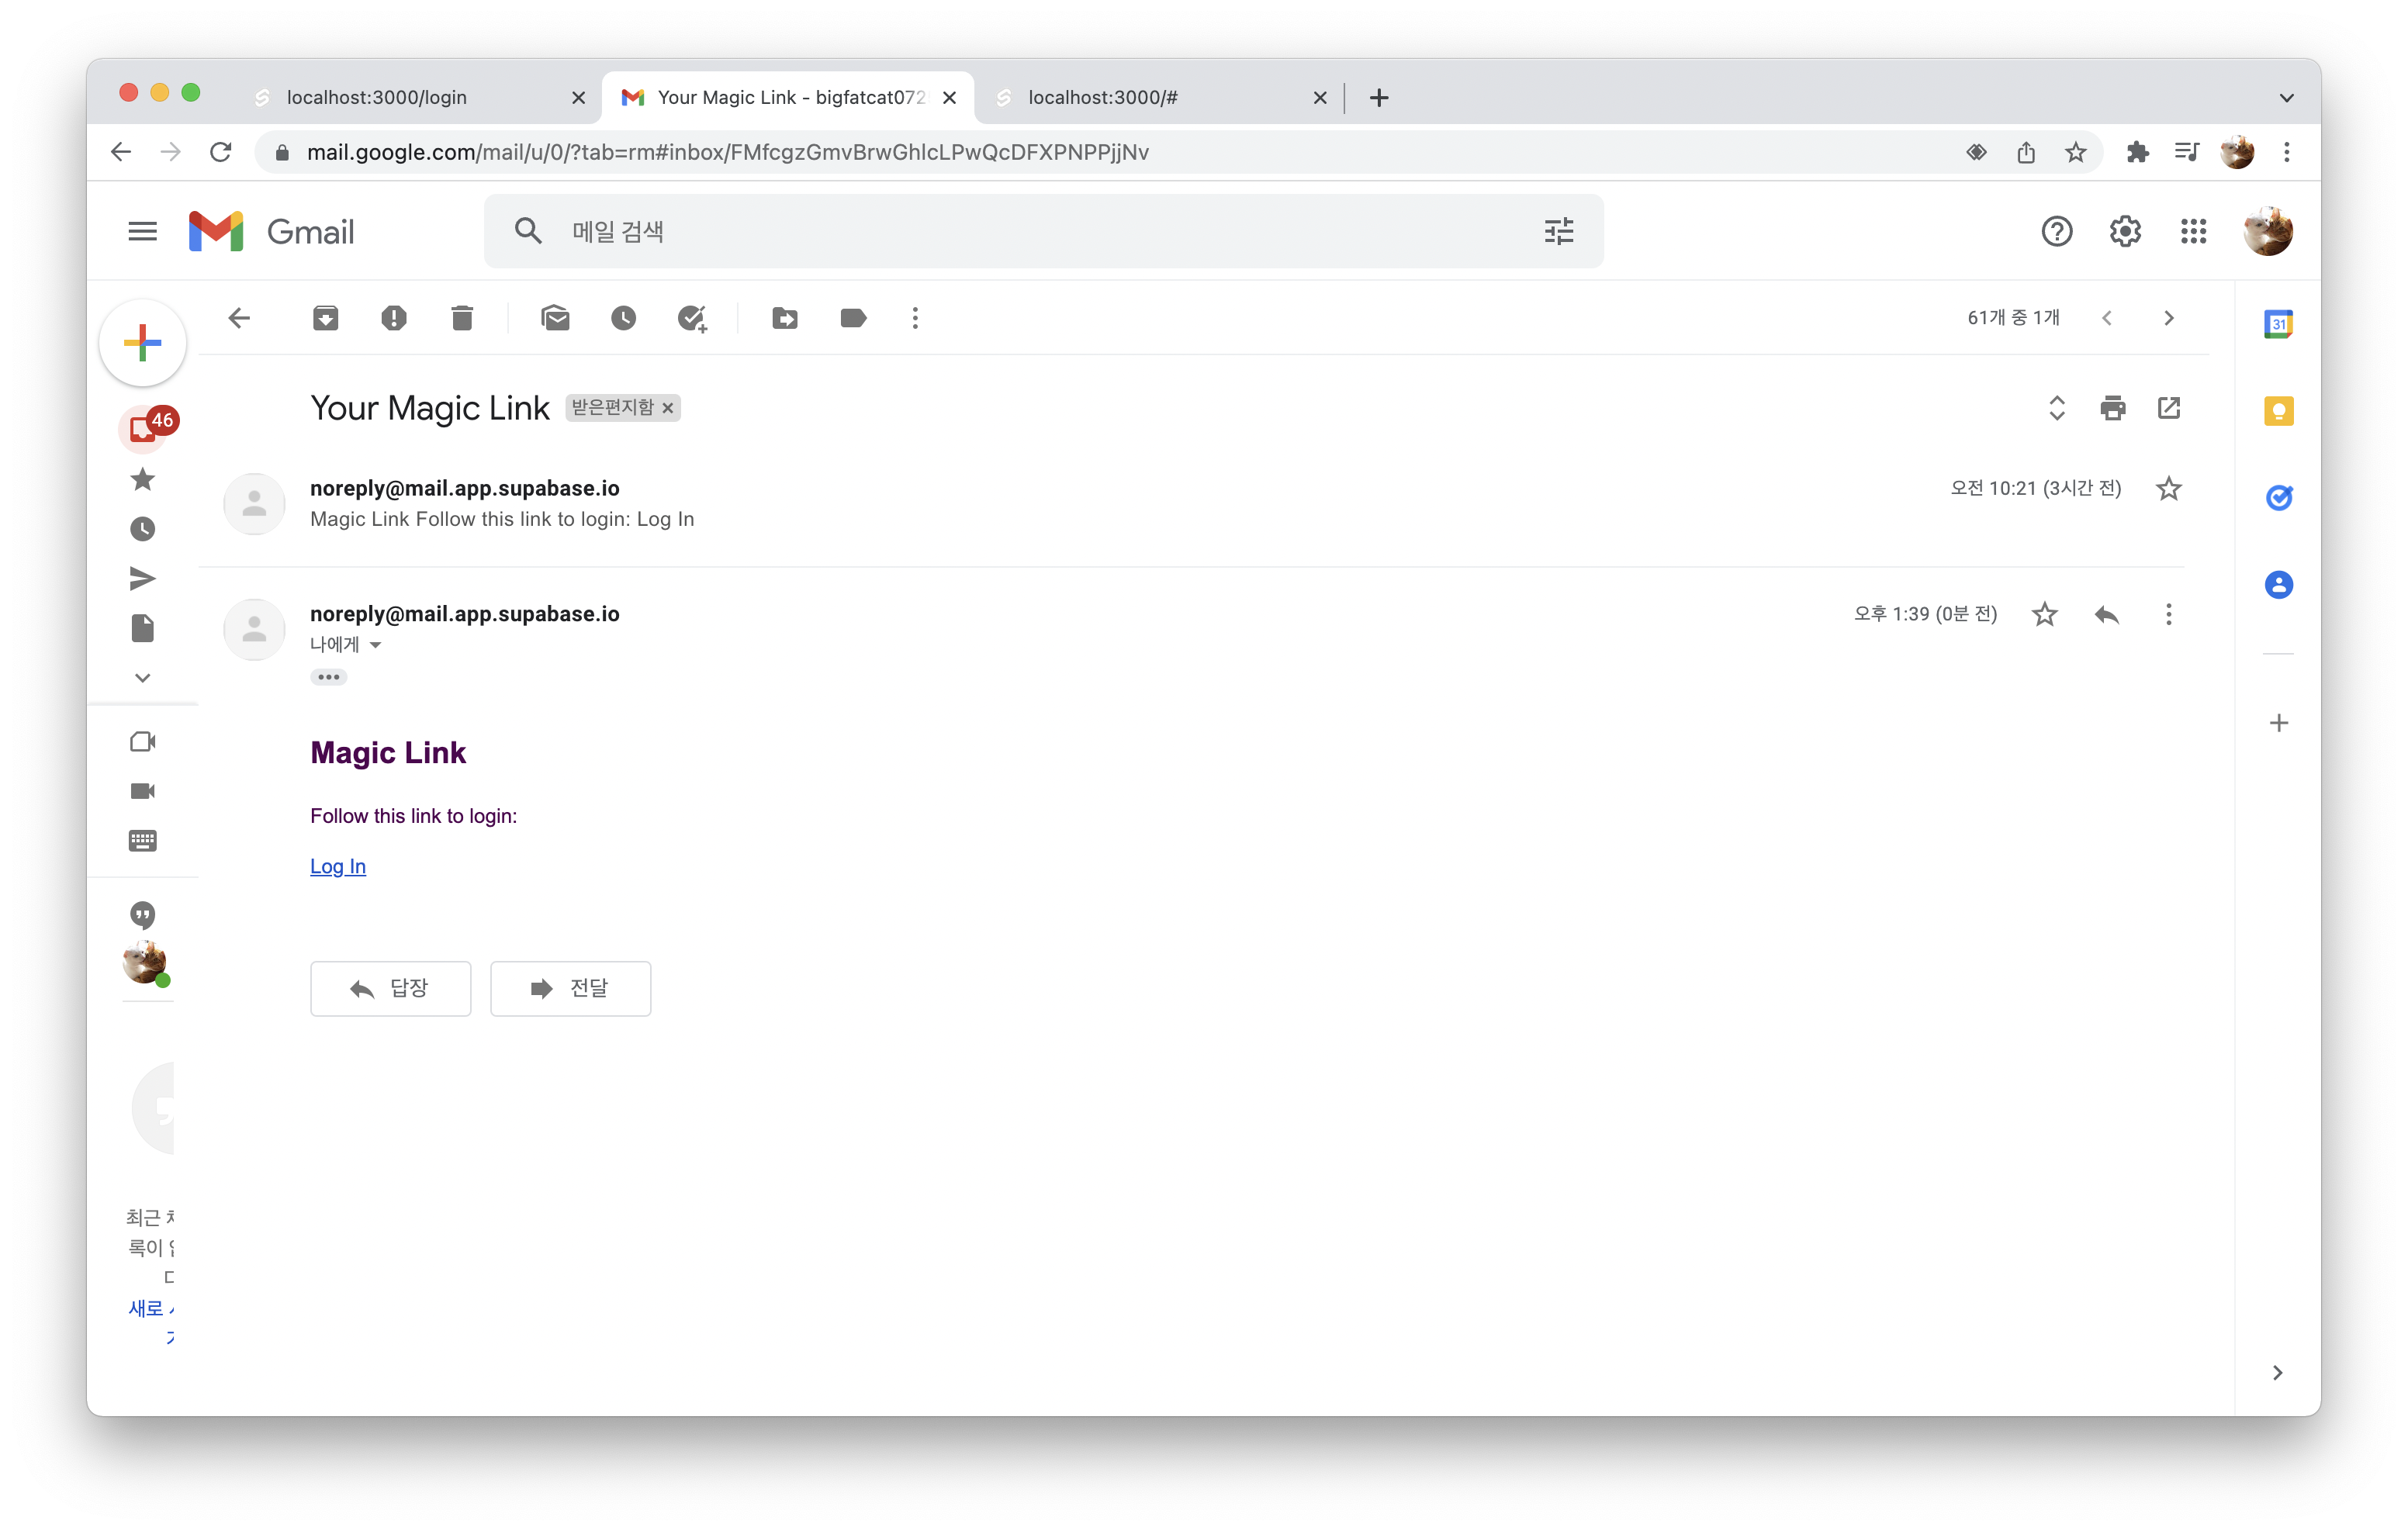 localhost:3000/login
Your Magic Link - bigfatcat072
localhost:3000/#
mail.google.com/mail/u/0/?tab=rm#inbox/FMfcgzGmvBrwGhlcLPwQcDFXPNPPjjNv
Gmail
메일 검색
61개 중 1개
31
46
Your Magic Link 받은편지함
noreply@mail.app.supabase.io
오전 10:21 (3시간 전)
Magic Link Follow this link to login: Log In
noreply@mail.app.supabase.io
오후 1:39 (0분 전)
나에게
Magic Link
Follow this link to login:
Log In
답장
전달
최근
록이
새로